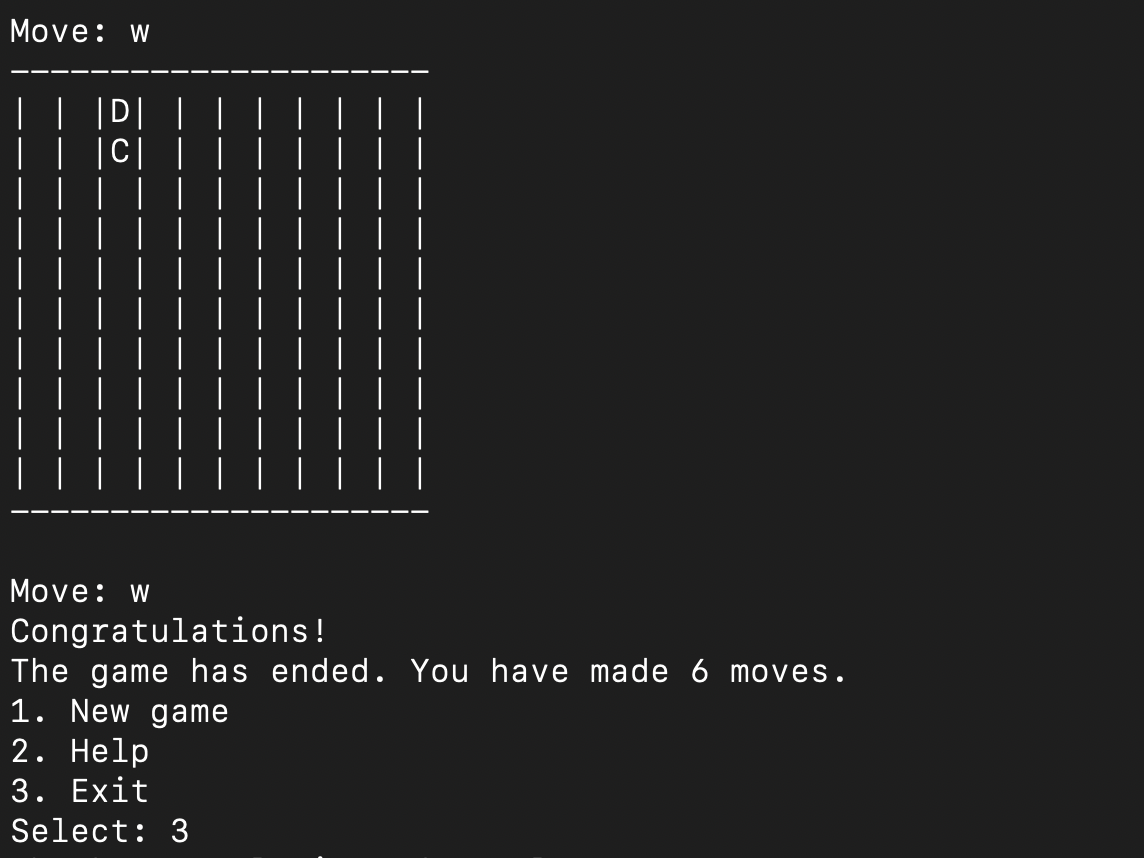 Move: w
---------------------
| | |D| | | | | | | |
| | |C| | | | | | | |
| | | | | | | | | | |
| | | | | | | | | | |
| | | | | | | | | | |
| | | | | | | | | | |
| | | | | | | | | | |
| | | | | | | | | | |
| | | | | | | | | | |
| | | | | | | | | | |
---------------------
Move: w
Congratulations!
The game has ended. You have made 6 moves.
1. New game
2. Help
3. Exit
Select: 3